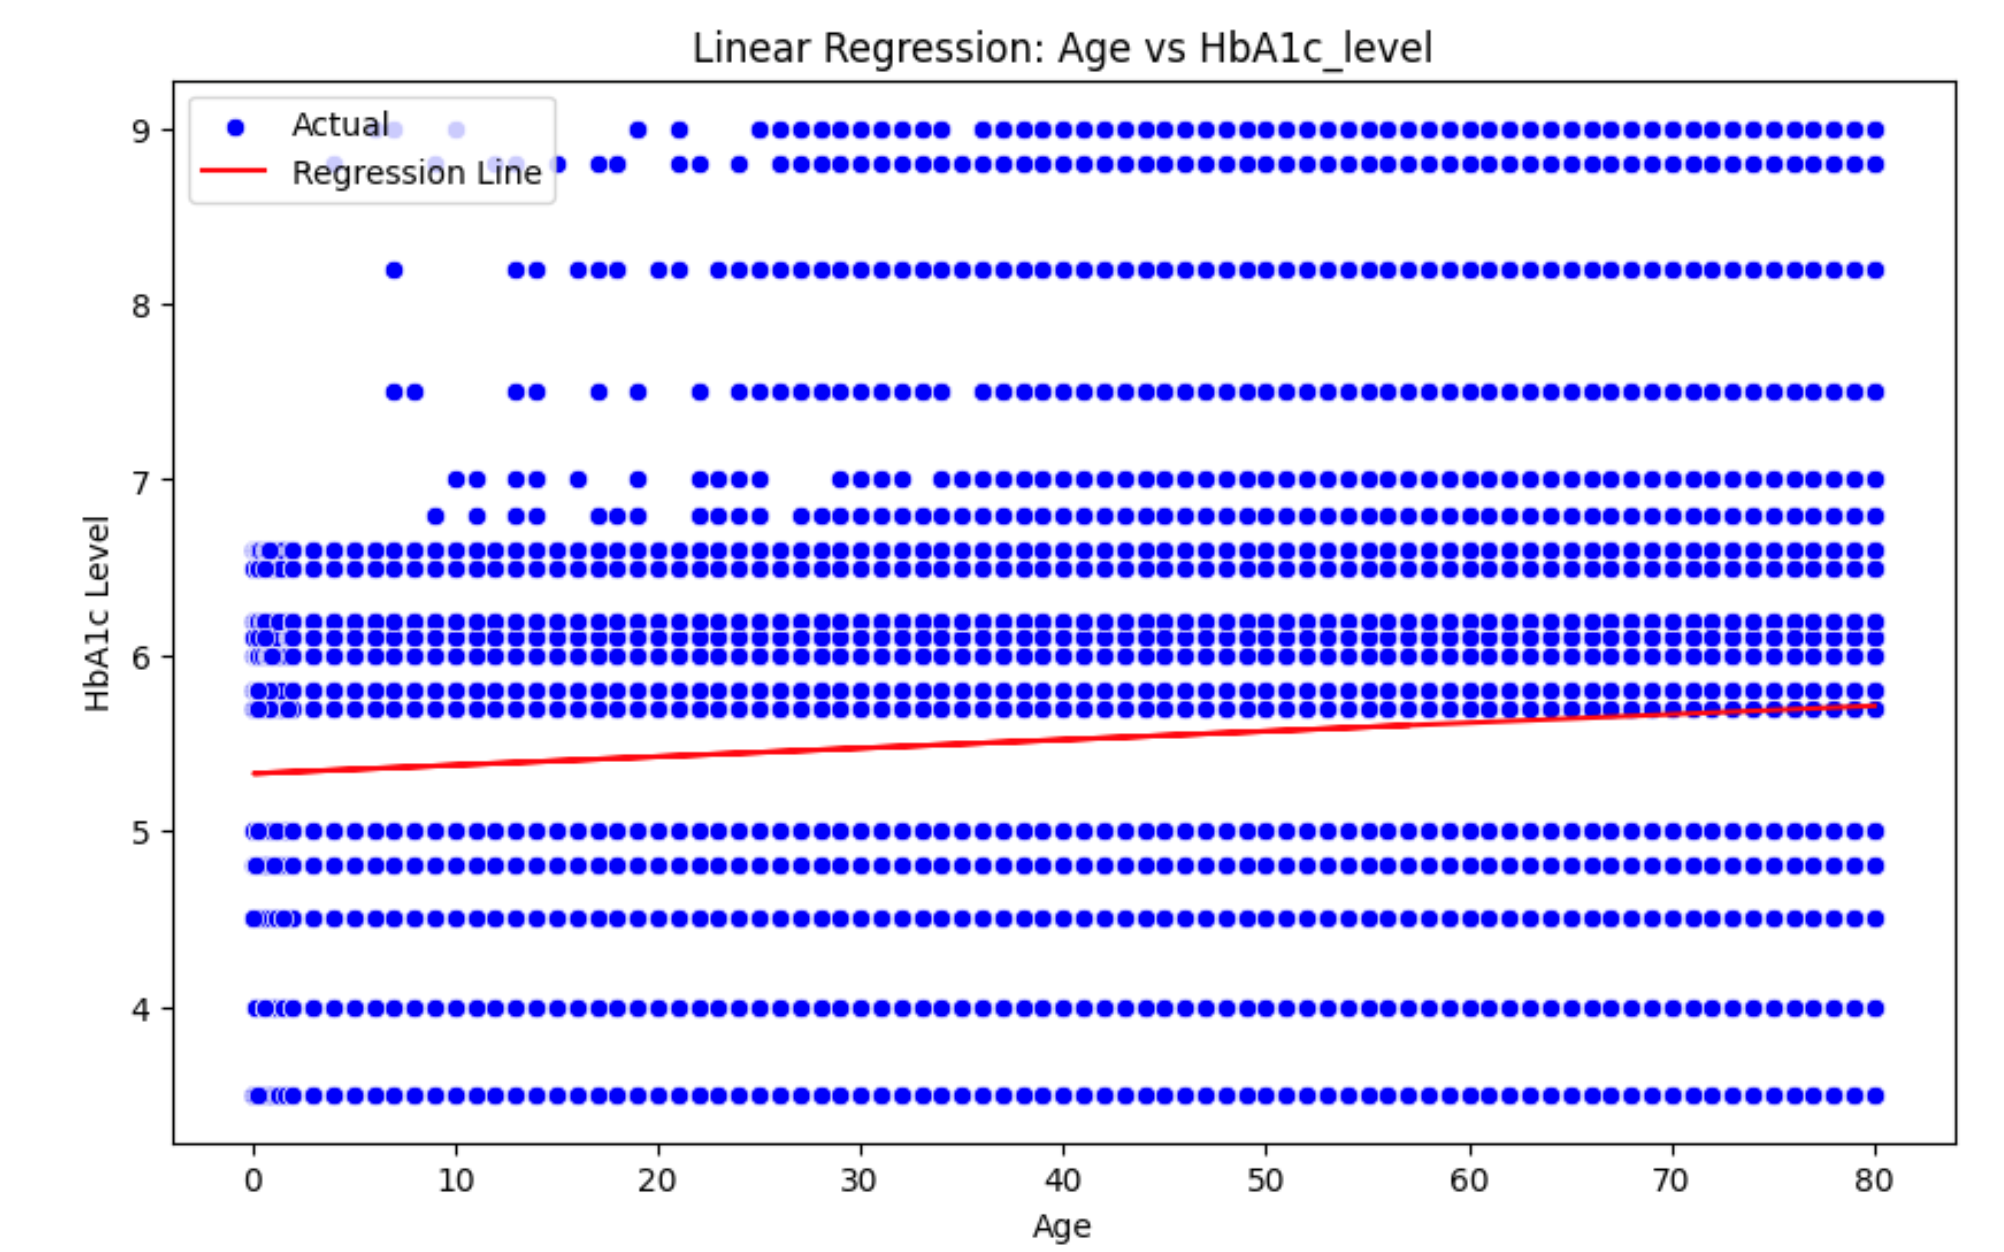 Linear Regression: Age vs HbA1c_level
Actual
Regression Line
9
8
7
6
5
4
HbA1c Level
0 10 20 30 40 50 60 70 80
Age